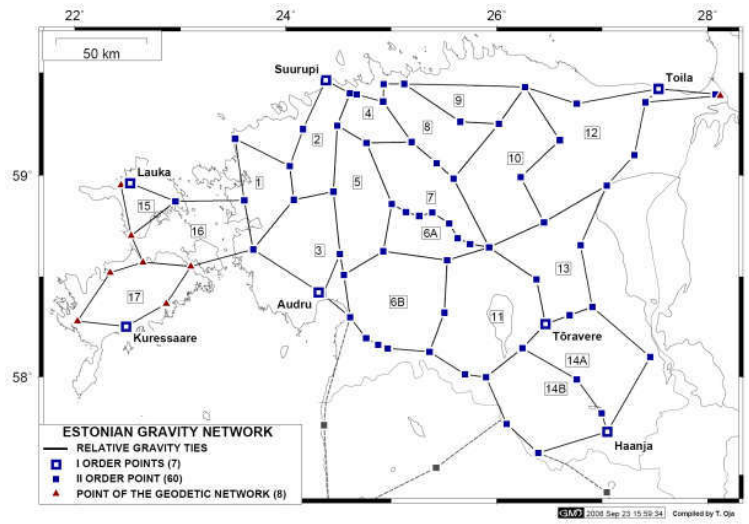 22˚ 24˚ 26˚ 28˚
50 km
Suurupi
Toila
9
4
2
8
12
10
59˚
Lauka
1
5
7
15
16
6A
3
13
17
Audru
6B
11
Kuressaare
Tõravere
14A
58˚
14B
ESTONIAN GRAVITY NETWORK
RELATIVE GRAVITY TIES
I ORDER POINTS (7)
II ORDER POINT (60)
POINT OF THE GEODETIC NETWORK (8)
Haanja
GMD 2008 Sep 23 15:59:34 Compiled by T. Oja